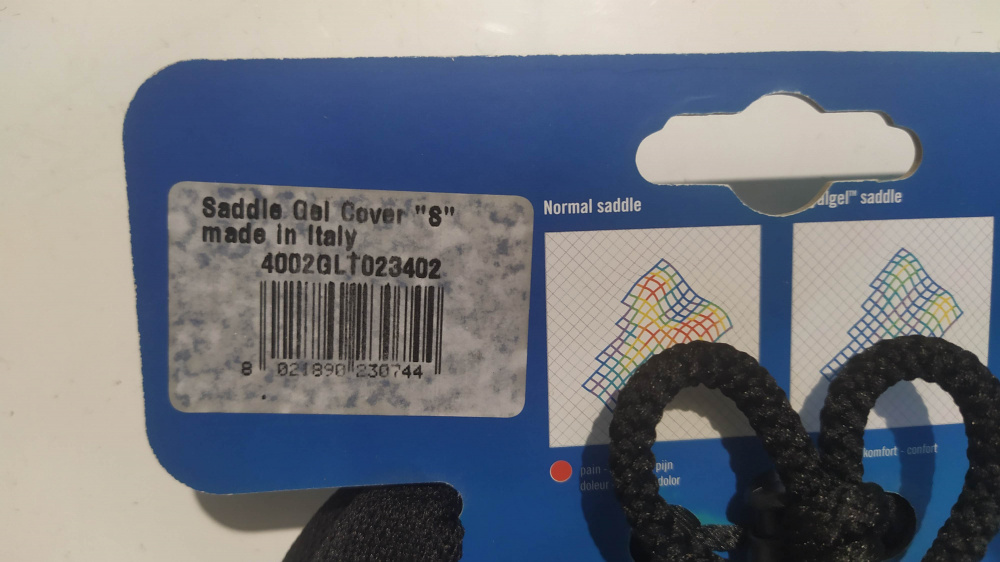 Saddle Gel Cover "S"
made in Italy
4002GLT023402
8 021890 230744
Normal saddle
saddle
pain - pijn
doleur - dolor
komfort - confort